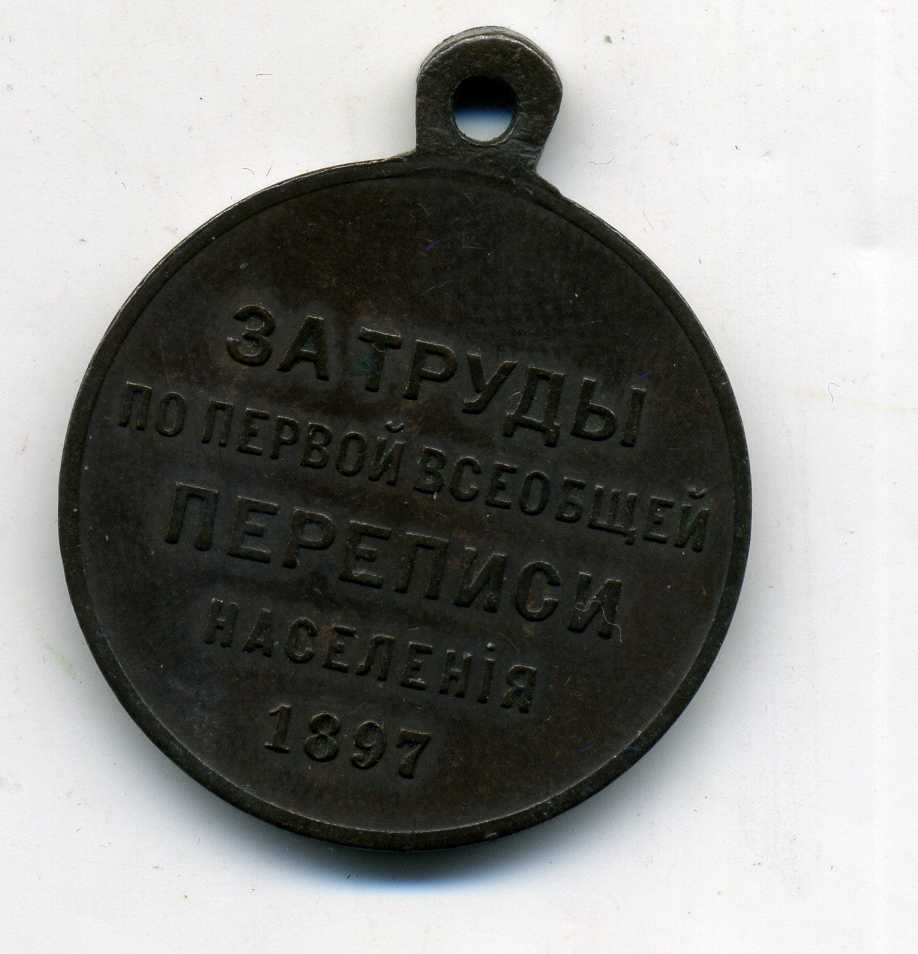 ЗА ТРУДЫ
ПО ПЕРВОЙ ВСЕОБЩЕЙ
ПЕРЕПИСИ
НАСЕЛЕНІЯ
1897